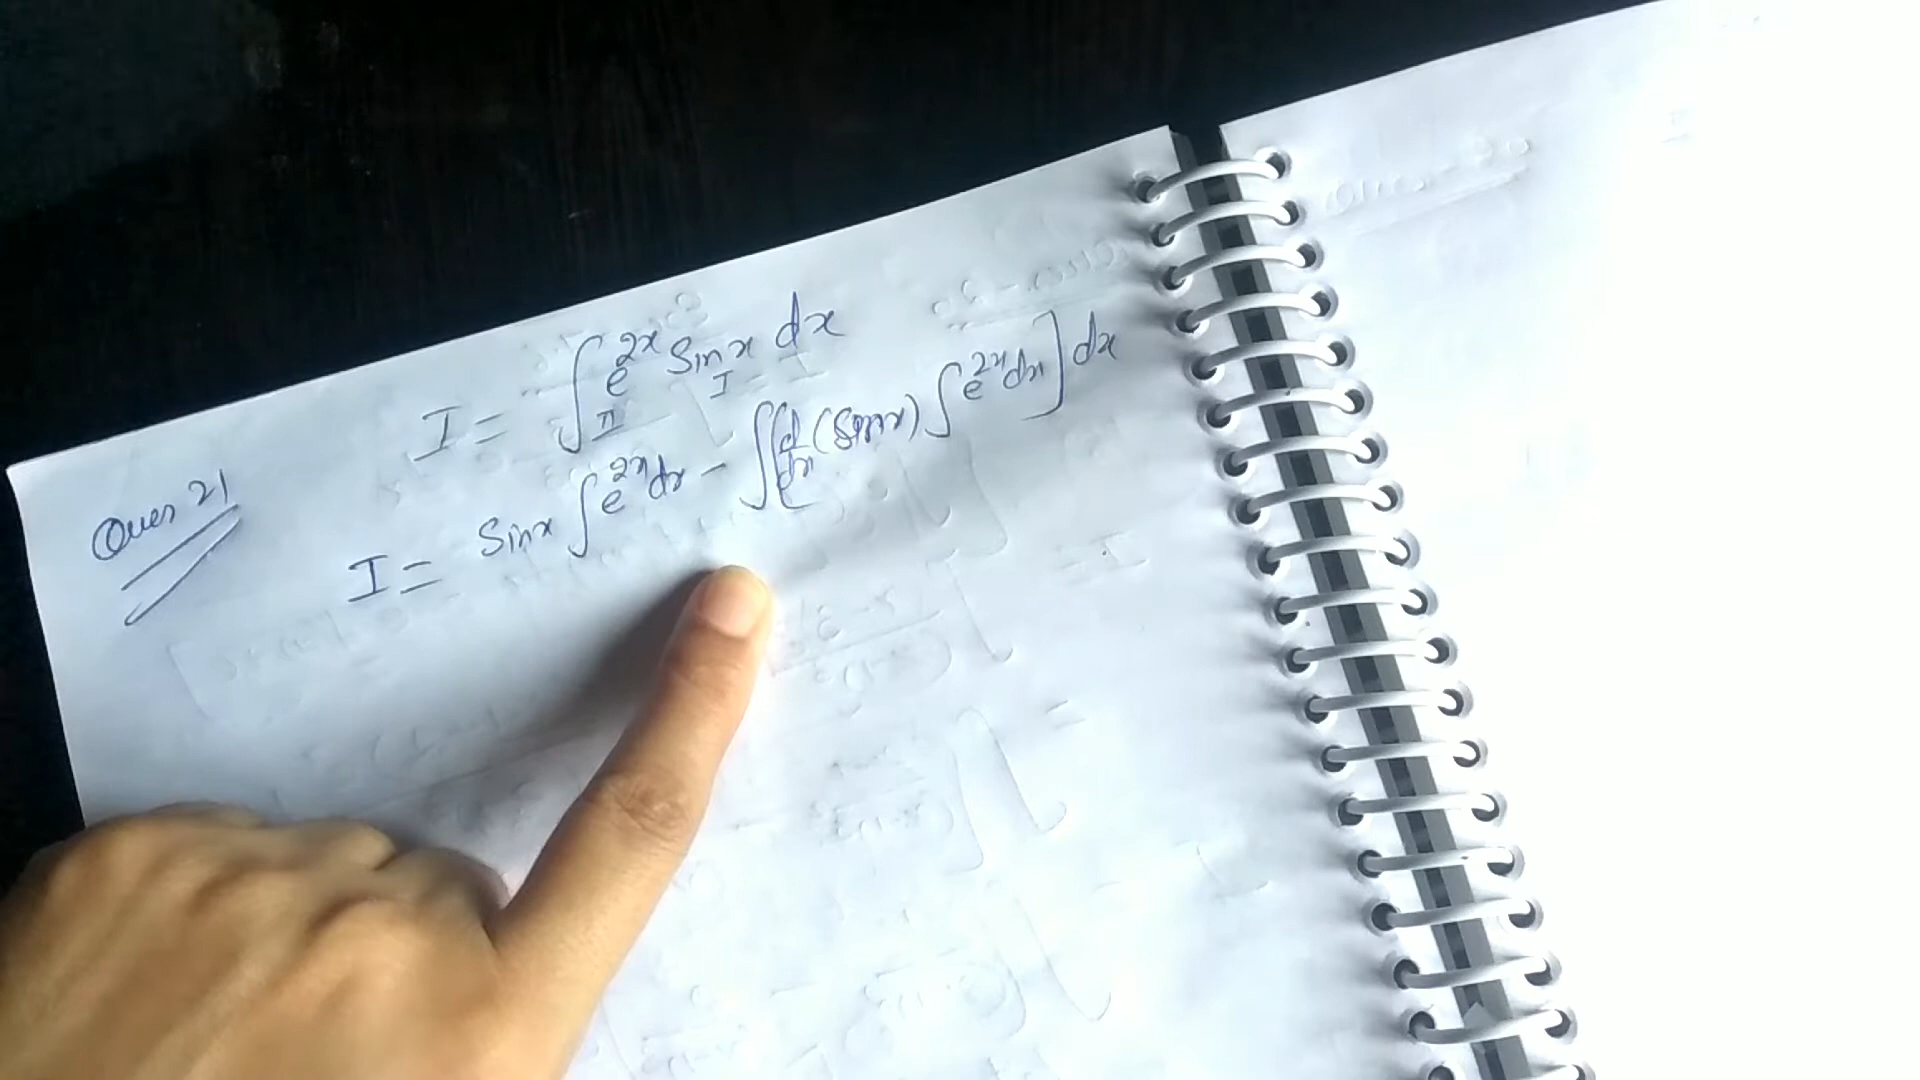 Ques 21
I = ∫ e^{2x} Sin x dx
II I
I = Sin x ∫ e^{2x} dx - ∫ [ d/dx (Sin x) ∫ e^{2x} dx ] dx